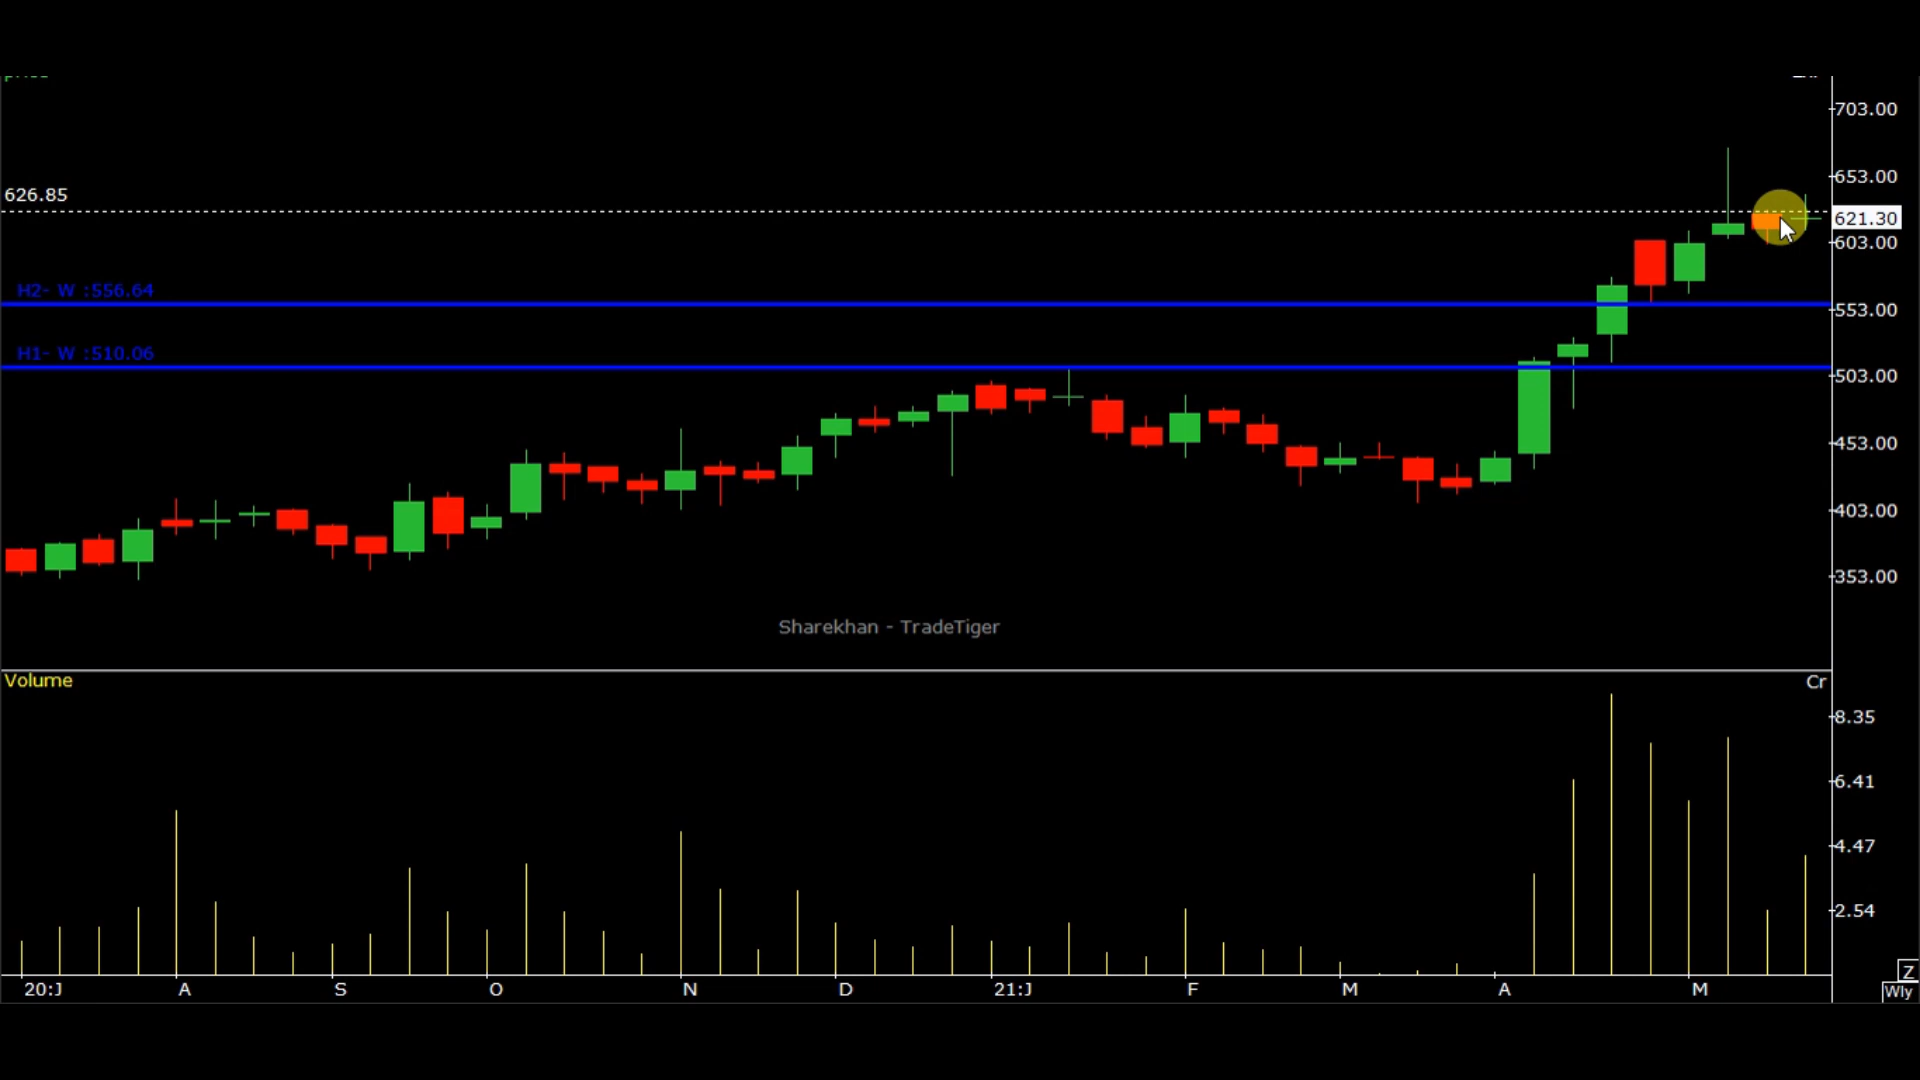 703.00
626.85
653.00
621.30
603.00
H2- W :556.64
553.00
H1- W :510.06
503.00
453.00
403.00
353.00
Sharekhan - TradeTiger
Volume
Cr
8.35
6.41
4.47
2.54
Z
20:J A S O N D 21:J F M A M
Wly